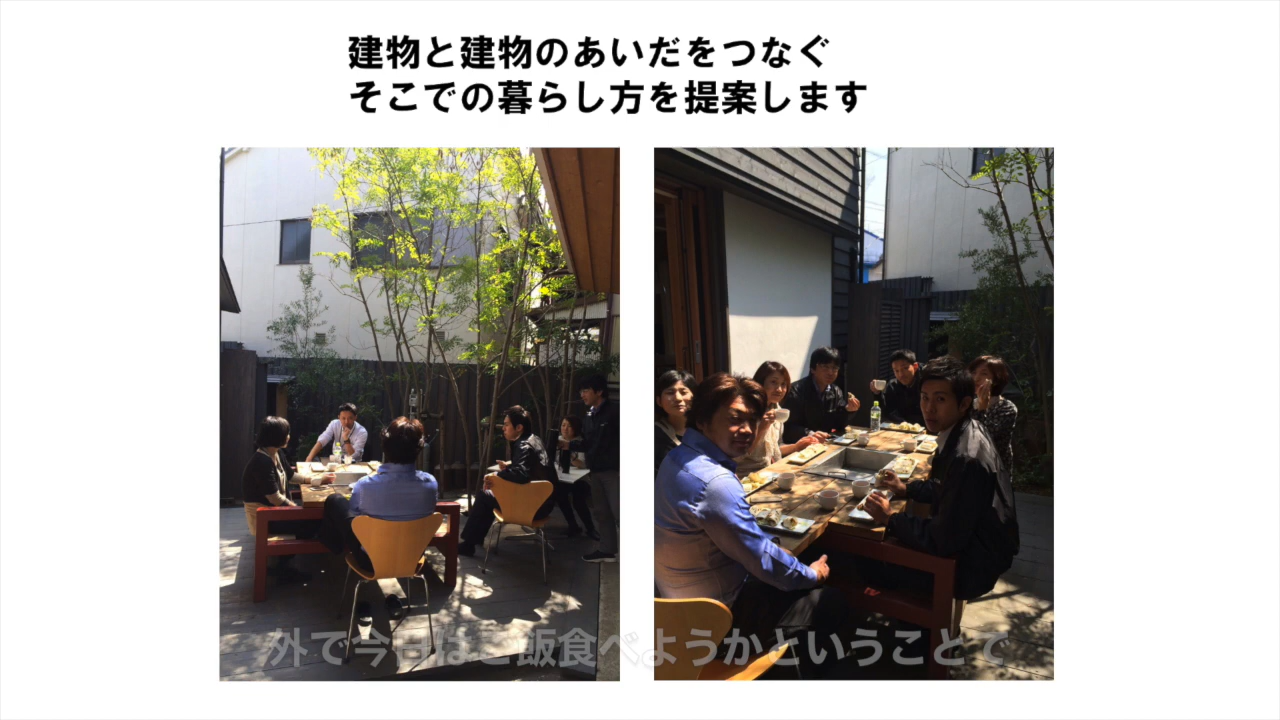 建物と建物のあいだをつなぐ
そこでの暮らし方を提案します
外で今日はご飯食べようかということで